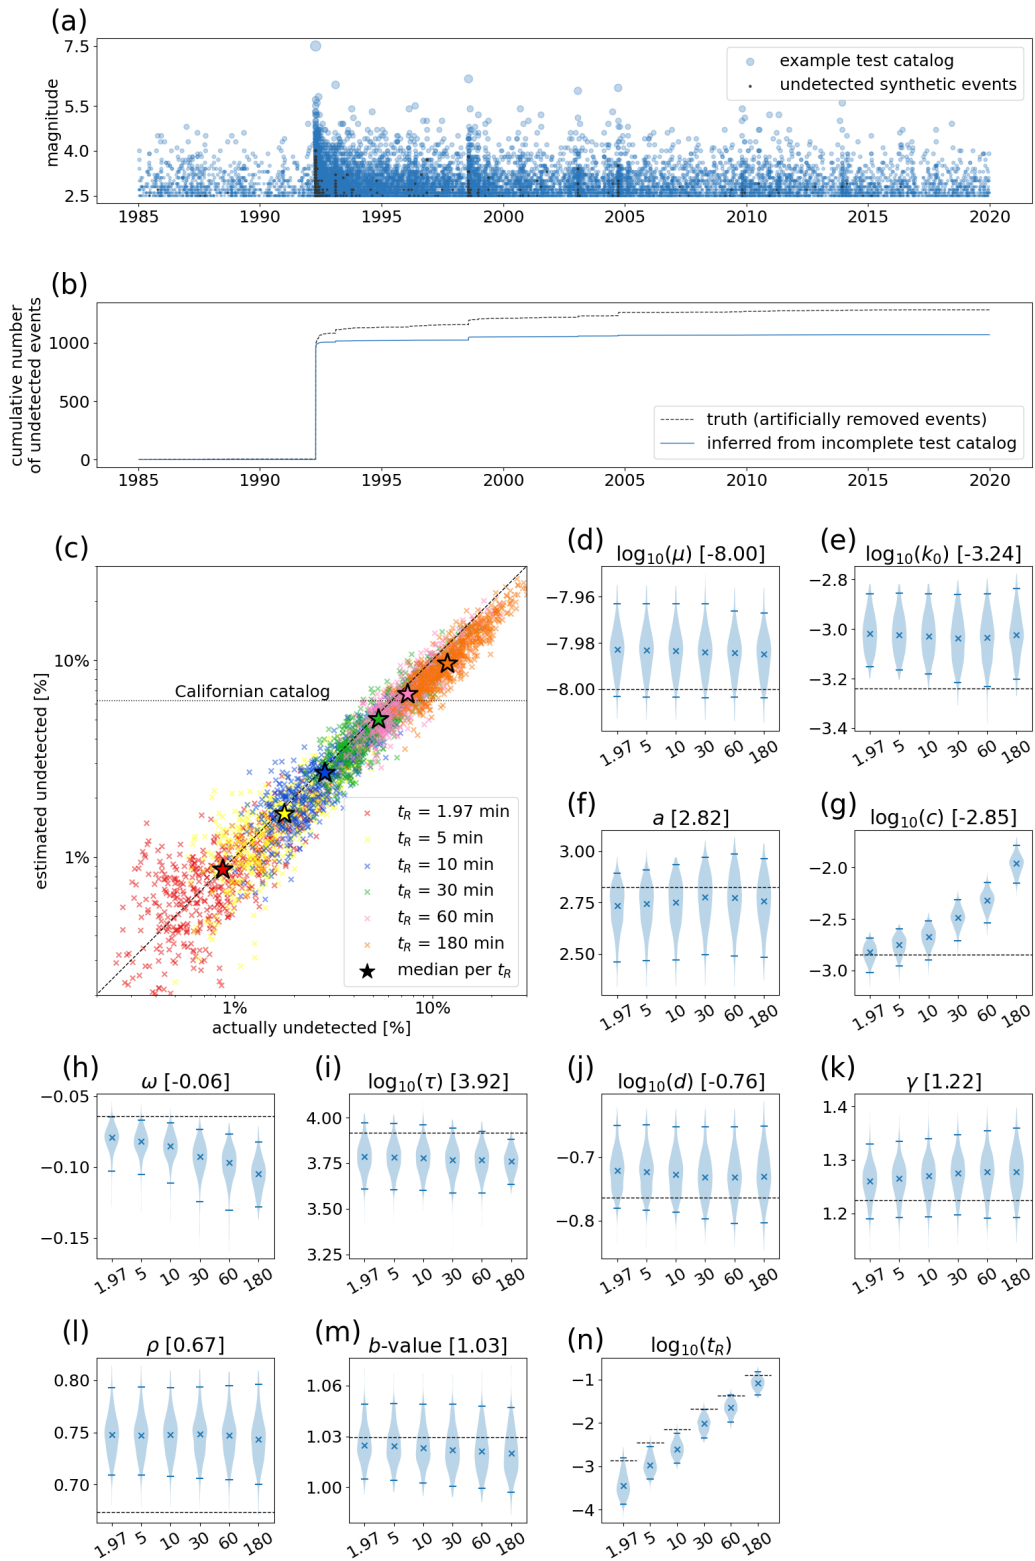 (a)
7.5
5.5
4.0
2.5
magnitude
example test catalog
undetected synthetic events
1985 1990 1995 2000 2005 2010 2015 2020
(b)
1000
500
0
cumulative number
of undetected events
truth (artificially removed events)
inferred from incomplete test catalog
1985 1990 1995 2000 2005 2010 2015 2020
(c)
10%
1%
estimated undetected [%]
Californian catalog
t_R = 1.97 min
t_R = 5 min
t_R = 10 min
t_R = 30 min
t_R = 60 min
t_R = 180 min
median per t_R
1% 10%
actually undetected [%]
(d)
log₁₀(μ) [-8.00]
−7.96
−7.98
−8.00
1.97 5 10 30 60 180
(e)
log₁₀(k₀) [-3.24]
−2.8
−3.0
−3.2
−3.4
1.97 5 10 30 60 180
(f)
a [2.82]
3.00
2.75
2.50
1.97 5 10 30 60 180
(g)
log₁₀(c) [-2.85]
−2.0
−2.5
−3.0
1.97 5 10 30 60 180
(h)
ω [-0.06]
−0.05
−0.10
−0.15
1.97 5 10 30 60 180
(i)
log₁₀(τ) [3.92]
4.00
3.75
3.50
3.25
1.97 5 10 30 60 180
(j)
log₁₀(d) [-0.76]
−0.7
−0.8
1.97 5 10 30 60 180
(k)
γ [1.22]
1.4
1.3
1.2
1.97 5 10 30 60 180
(l)
ρ [0.67]
0.80
0.75
0.70
1.97 5 10 30 60 180
(m)
b-value [1.03]
1.06
1.03
1.00
1.97 5 10 30 60 180
(n)
log₁₀(t_R)
−1
−2
−3
−4
1.97 5 10 30 60 180